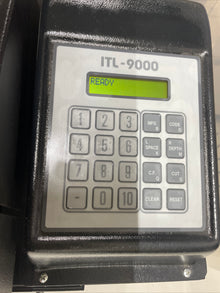 ITL-9000
READY
1 2 3 INFO. CODE
4 5 6 L SPACE R DEPTH
7 8 9 C.F CUT
- 0 10 CLEAR RESET